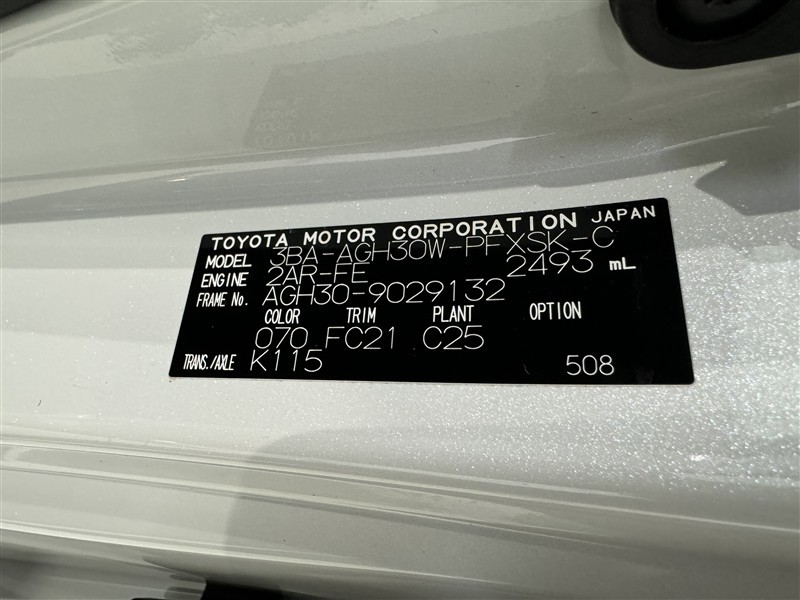 TOYOTA MOTOR CORPORATION JAPAN
MODEL 3BA-AGH30W-PFXSK-C
ENGINE 2AR-FE 2493 mL
FRAME No. AGH30-9029132
COLOR TRIM PLANT OPTION
070 FC21 C25
TRANS./AXLE K115 508